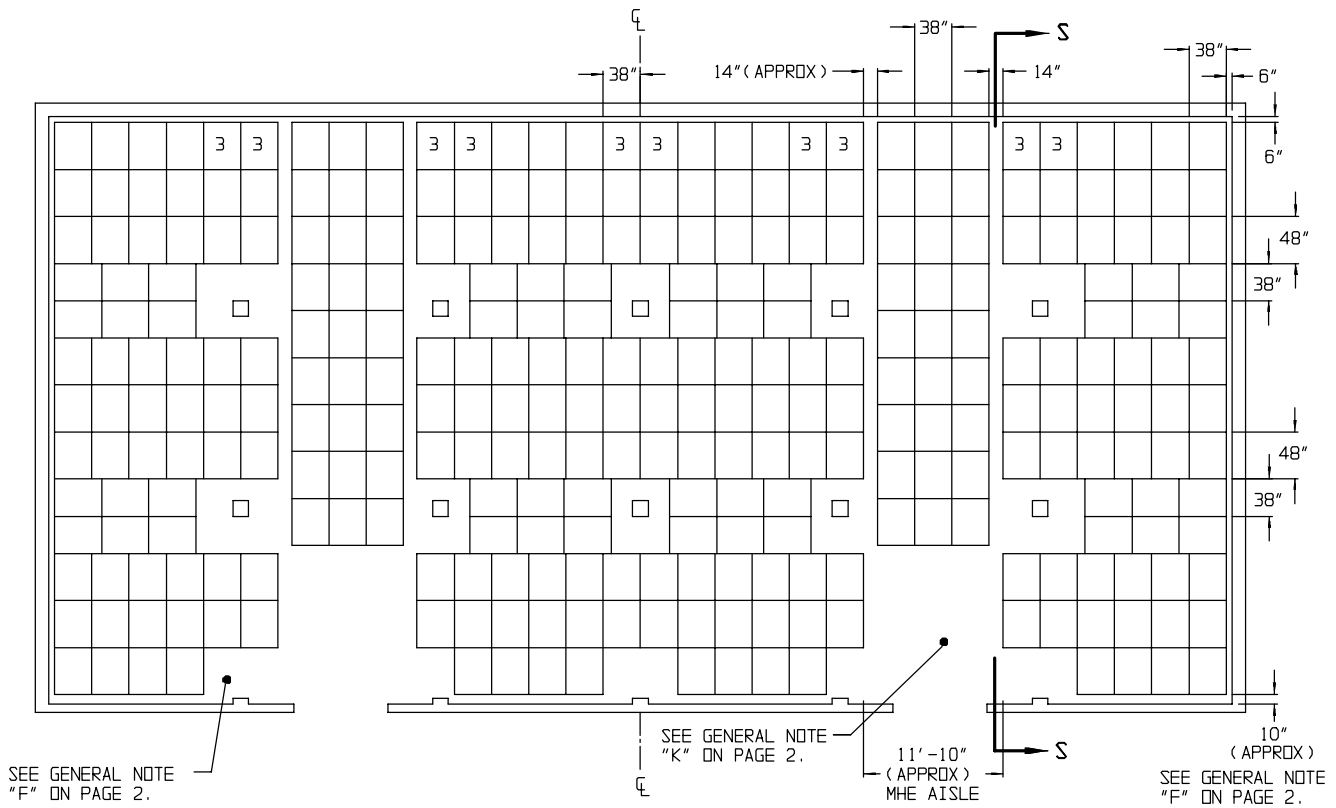 ℄
38"
S
38"
38"
14"(APPROX)
14"
6"
3 3 3 3 3 3 3 3 3 3
6"
48"
38"
48"
38"
SEE GENERAL NOTE
"F" ON PAGE 2.
SEE GENERAL NOTE
"K" ON PAGE 2.
℄
11'-10"
(APPROX)
MHE AISLE
S
10"
(APPROX)
SEE GENERAL NOTE
"F" ON PAGE 2.